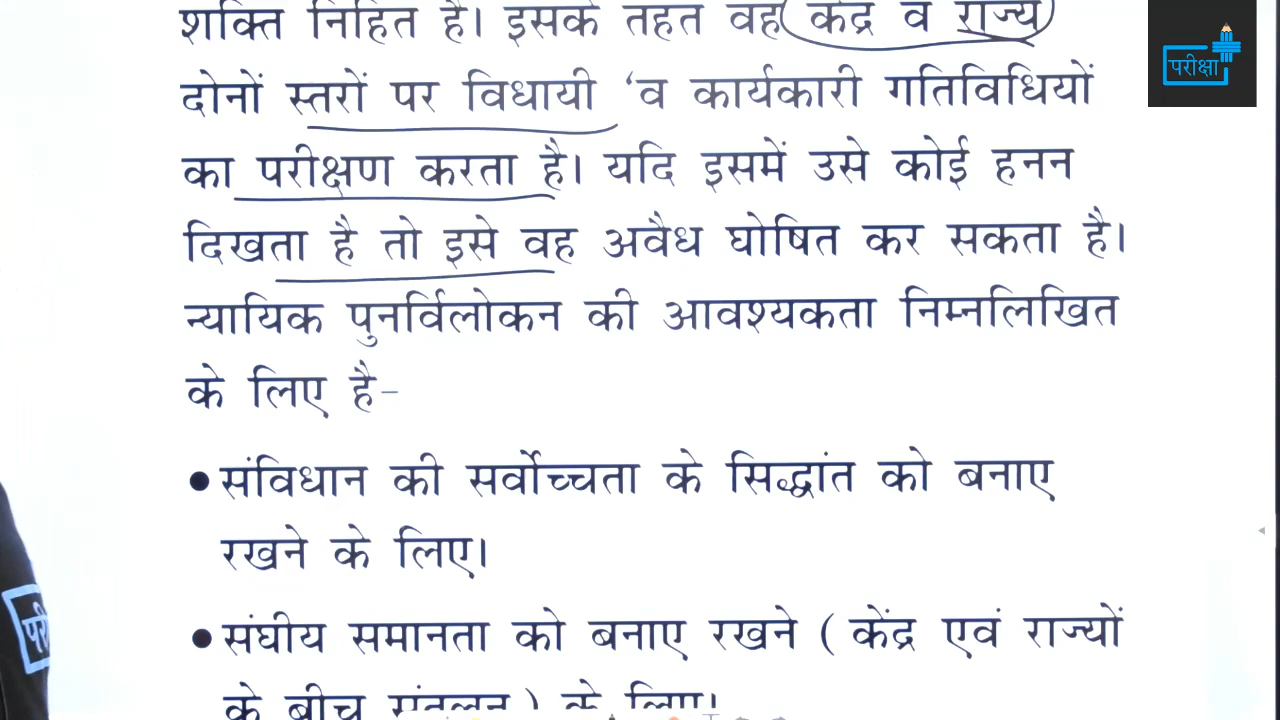 शक्ति निहित है। इसके तहत वह केंद्र व राज्य
दोनों स्तरों पर विधायी ‘व कार्यकारी गतिविधियों
का परीक्षण करता है। यदि इसमें उसे कोई हनन
दिखता है तो इसे वह अवैध घोषित कर सकता है।
न्यायिक पुनर्विलोकन की आवश्यकता निम्नलिखित
के लिए है-
● संविधान की सर्वोच्चता के सिद्धांत को बनाए
रखने के लिए।
● संघीय समानता को बनाए रखने ( केंद्र एवं राज्यों
के बीच संतुलन ) के लिए।
परीक्षा